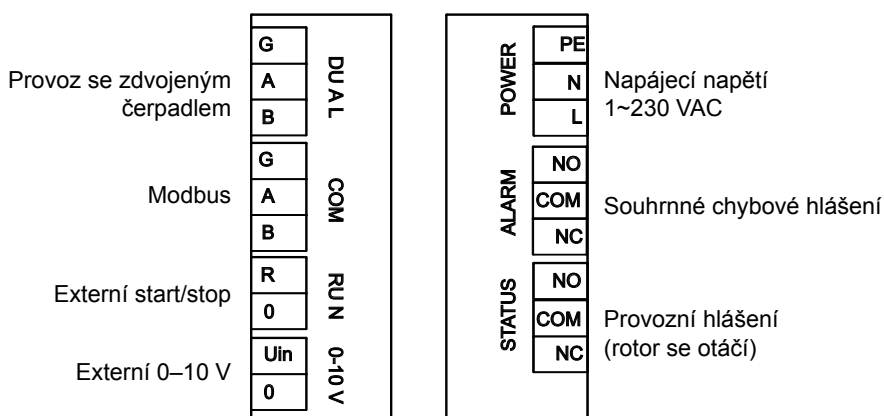 Provoz se zdvojeným
čerpadlem
G
A
B
DUAL
Modbus
G
A
B
COM
Externí start/stop
R
0
RUN
Externí 0–10 V
Uin
0
0-10 V
POWER
PE
N
L
Napájecí napětí
1~230 VAC
ALARM
NO
COM
NC
Souhrnné chybové hlášení
STATUS
NO
COM
NC
Provozní hlášení
(rotor se otáčí)